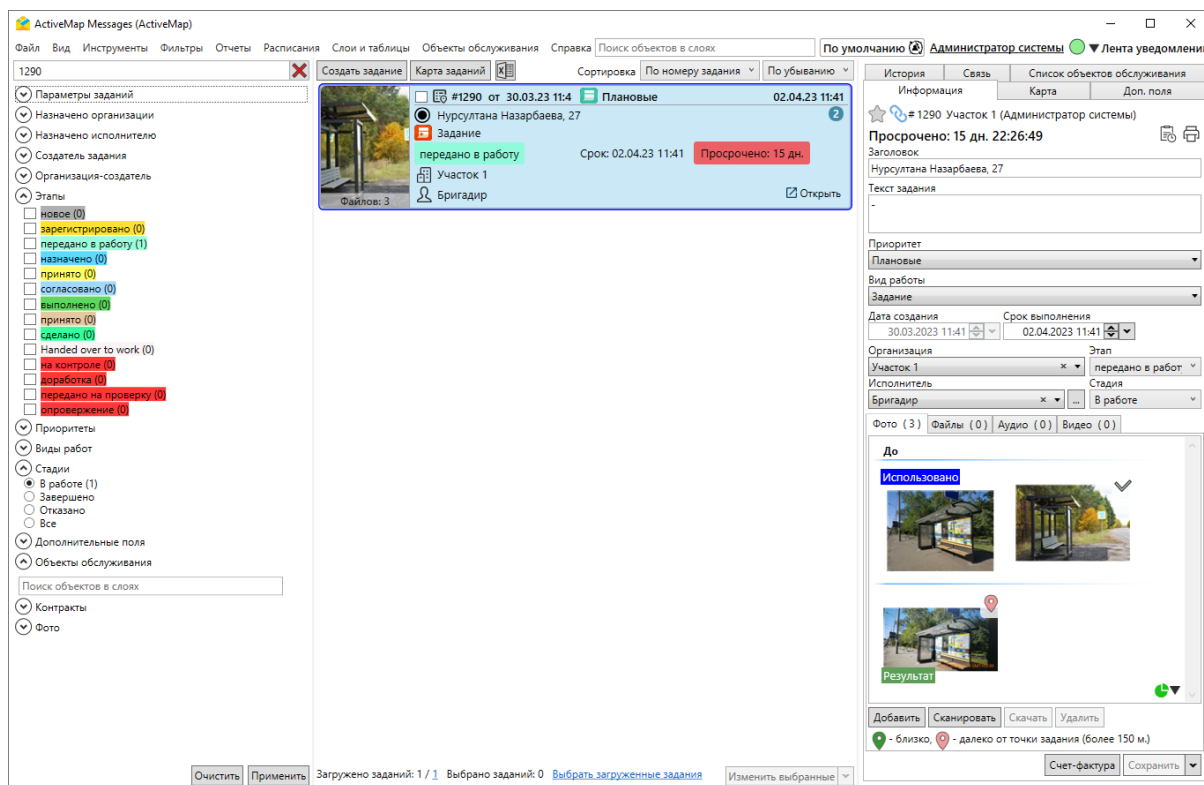 ActiveMap Messages (ActiveMap)
Файл Вид Инструменты Фильтры Отчеты Расписания Слои и таблицы Объекты обслуживания Справка Поиск объектов в слоях По умолчанию Администратор системы Лента уведомлени
1290
Параметры заданий
Назначено организации
Назначено исполнителю
Создатель задания
Организация-создатель
Этапы
новое (0)
зарегистрировано (0)
передано в работу (1)
назначено (0)
принято (0)
согласовано (0)
выполнено (0)
принято (0)
сделано (0)
Handed over to work (0)
на контроле (0)
доработка (0)
передано на проверку (0)
опровержение (0)
Приоритеты
Виды работ
Стадии
В работе (1)
Завершено
Отказано
Все
Дополнительные поля
Объекты обслуживания
Поиск объектов в слоях
Контракты
Фото
Очистить Применить
Создать задание Карта заданий Сортировка По номеру задания По убыванию
#1290 от 30.03.23 11:4 Плановые 02.04.23 11:41
Нурсултана Назарбаева, 27 2
Задание
передано в работу Срок: 02.04.23 11:41 Просрочено: 15 дн.
Участок 1
Бригадир Открыть
Файлов: 3
Загружено заданий: 1 / 1 Выбрано заданий: 0 Выбрать загруженные задания Изменить выбранные
История Связь Список объектов обслуживания
Информация Карта Доп. поля
# 1290 Участок 1 (Администратор системы)
Просрочено: 15 дн. 22:26:49
Заголовок
Нурсултана Назарбаева, 27
Текст задания
-
Приоритет
Плановые
Вид работы
Задание
Дата создания Срок выполнения
30.03.2023 11:41 02.04.2023 11:41
Организация Этап
Участок 1 передано в работ
Исполнитель Стадия
Бригадир ... В работе
Фото (3) Файлы (0) Аудио (0) Видео (0)
До
Использовано
Результат
Добавить Сканировать Скачать Удалить
- близко, - далеко от точки задания (более 150 м.)
Счет-фактура Сохранить